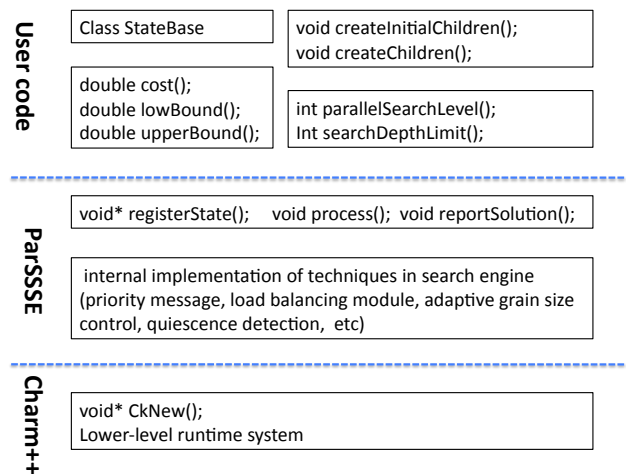 User code
Class StateBase
void createInitialChildren();
void createChildren();
double cost();
double lowBound();
double upperBound();
int parallelSearchLevel();
Int searchDepthLimit();
ParSSSE
void* registerState(); void process(); void reportSolution();
internal implementation of techniques in search engine
(priority message, load balancing module, adaptive grain size
control, quiescence detection, etc)
Charm++
void* CkNew();
Lower-level runtime system